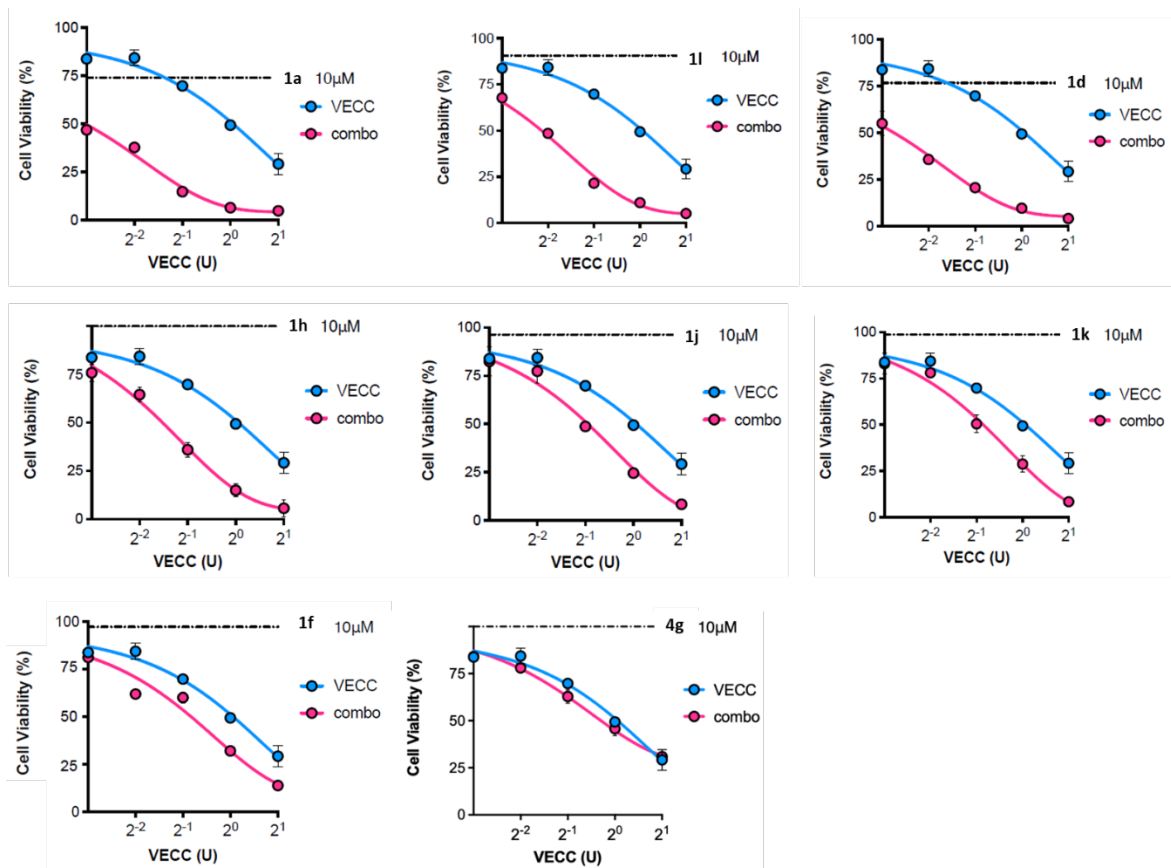 100
75
50
25
0
Cell Viability (%)
1a 10µM
VECC
combo
2⁻² 2⁻¹ 2⁰ 2¹
VECC (U)
100
75
50
25
0
Cell Viability (%)
1l 10µM
VECC
combo
2⁻² 2⁻¹ 2⁰ 2¹
VECC (U)
100
75
50
25
0
Cell Viability (%)
1d 10µM
VECC
combo
2⁻² 2⁻¹ 2⁰ 2¹
VECC (U)
75
50
25
0
Cell Viability (%)
1h 10µM
VECC
combo
2⁻² 2⁻¹ 2⁰ 2¹
VECC (U)
100
75
50
25
0
Cell Viability (%)
1j 10µM
VECC
combo
2⁻² 2⁻¹ 2⁰ 2¹
VECC (U)
100
75
50
25
0
Cell Viability (%)
1k 10µM
VECC
combo
2⁻² 2⁻¹ 2⁰ 2¹
VECC (U)
100
75
50
25
0
Cell Viability (%)
1f 10µM
VECC
combo
2⁻² 2⁻¹ 2⁰ 2¹
VECC (U)
75
50
25
Cell Viability (%)
4g 10µM
VECC
combo
2⁻² 2⁻¹ 2⁰ 2¹
VECC (U)